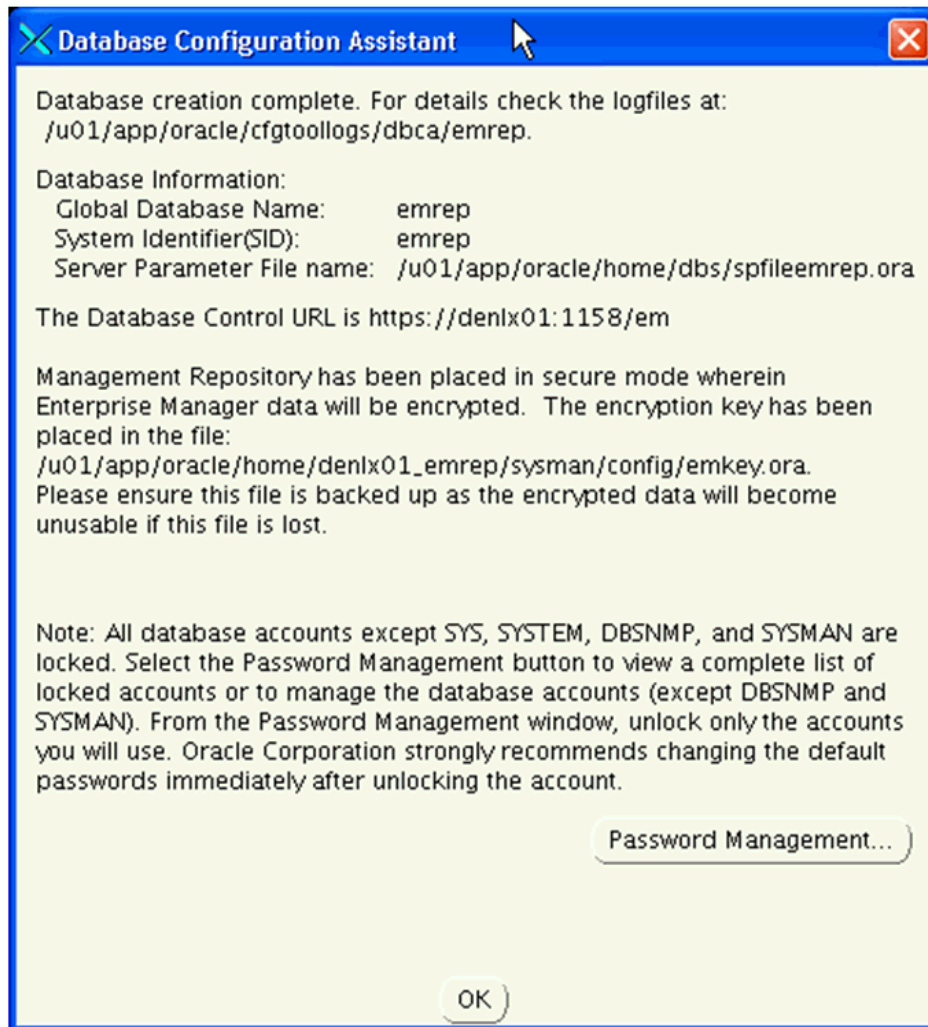 Database Configuration Assistant
Database creation complete. For details check the logfiles at:
/u01/app/oracle/cfgtoollogs/dbca/emrep.
Database Information:
Global Database Name: emrep
System Identifier(SID): emrep
Server Parameter File name: /u01/app/oracle/home/dbs/spfileemrep.ora
The Database Control URL is https://denlx01:1158/em
Management Repository has been placed in secure mode wherein
Enterprise Manager data will be encrypted. The encryption key has been
placed in the file:
/u01/app/oracle/home/denlx01_emrep/sysman/config/emkey.ora.
Please ensure this file is backed up as the encrypted data will become
unusable if this file is lost.
Note: All database accounts except SYS, SYSTEM, DBSNMP, and SYSMAN are
locked. Select the Password Management button to view a complete list of
locked accounts or to manage the database accounts (except DBSNMP and
SYSMAN). From the Password Management window, unlock only the accounts
you will use. Oracle Corporation strongly recommends changing the default
passwords immediately after unlocking the account.
Password Management...
OK